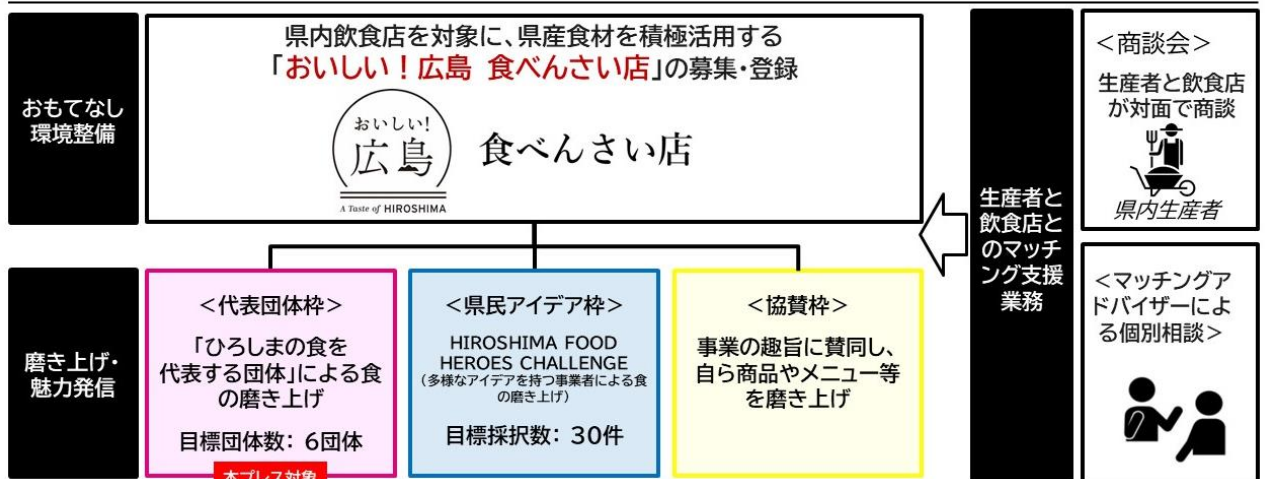 おもてなし
環境整備
県内飲食店を対象に、県産食材を積極活用する
「おいしい！広島 食べんさい店」の募集・登録
おいしい!
広島
A Taste of HIROSHIMA
食べんさい店
磨き上げ・
魅力発信
＜代表団体枠＞
「ひろしまの食を
代表する団体」による食
の磨き上げ
目標団体数： 6団体
本プレス対象
＜県民アイデア枠＞
HIROSHIMA FOOD
HEROES CHALLENGE
（多様なアイデアを持つ事業者による食
の磨き上げ）
目標採択数： 30件
＜協賛枠＞
事業の趣旨に賛同し、
自ら商品やメニュー等
を磨き上げ
生産者と
飲食店と
のマッチ
ング支援
業務
＜商談会＞
生産者と飲食店
が対面で商談
県内生産者
＜マッチングア
ドバイザーによ
る個別相談＞